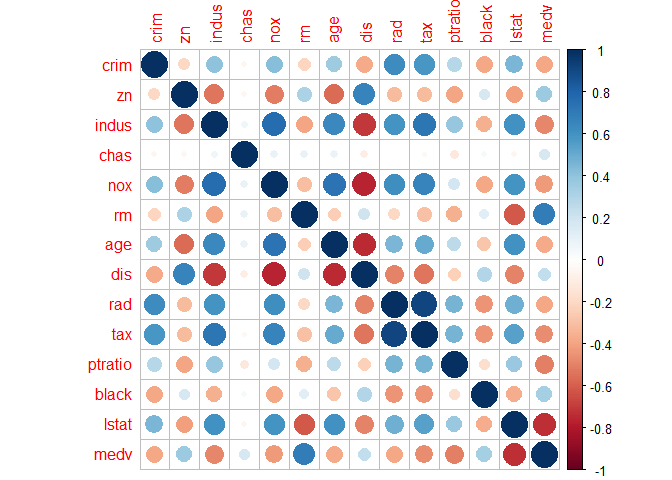 crim
zn
indus
chas
nox
rm
age
dis
rad
tax
ptratio
black
lstat
medv
crim
zn
indus
chas
nox
rm
age
dis
rad
tax
ptratio
black
lstat
medv
1
0.8
0.6
0.4
0.2
0
-0.2
-0.4
-0.6
-0.8
-1